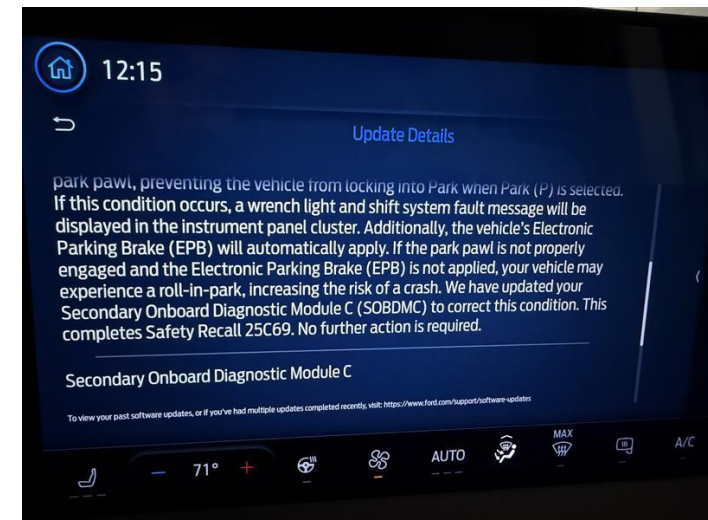 12:15
Update Details
park pawl, preventing the vehicle from locking into Park when Park (P) is selected.
If this condition occurs, a wrench light and shift system fault message will be
displayed in the instrument panel cluster. Additionally, the vehicle's Electronic
Parking Brake (EPB) will automatically apply. If the park pawl is not properly
engaged and the Electronic Parking Brake (EPB) is not applied, your vehicle may
experience a roll-in-park, increasing the risk of a crash. We have updated your
Secondary Onboard Diagnostic Module C (SOBDMC) to correct this condition. This
completes Safety Recall 25C69. No further action is required.
Secondary Onboard Diagnostic Module C
To view your past software updates, or if you've had multiple updates completed recently, visit: https://www.ford.com/support/software-updates
- 71° + AUTO MAX A/C